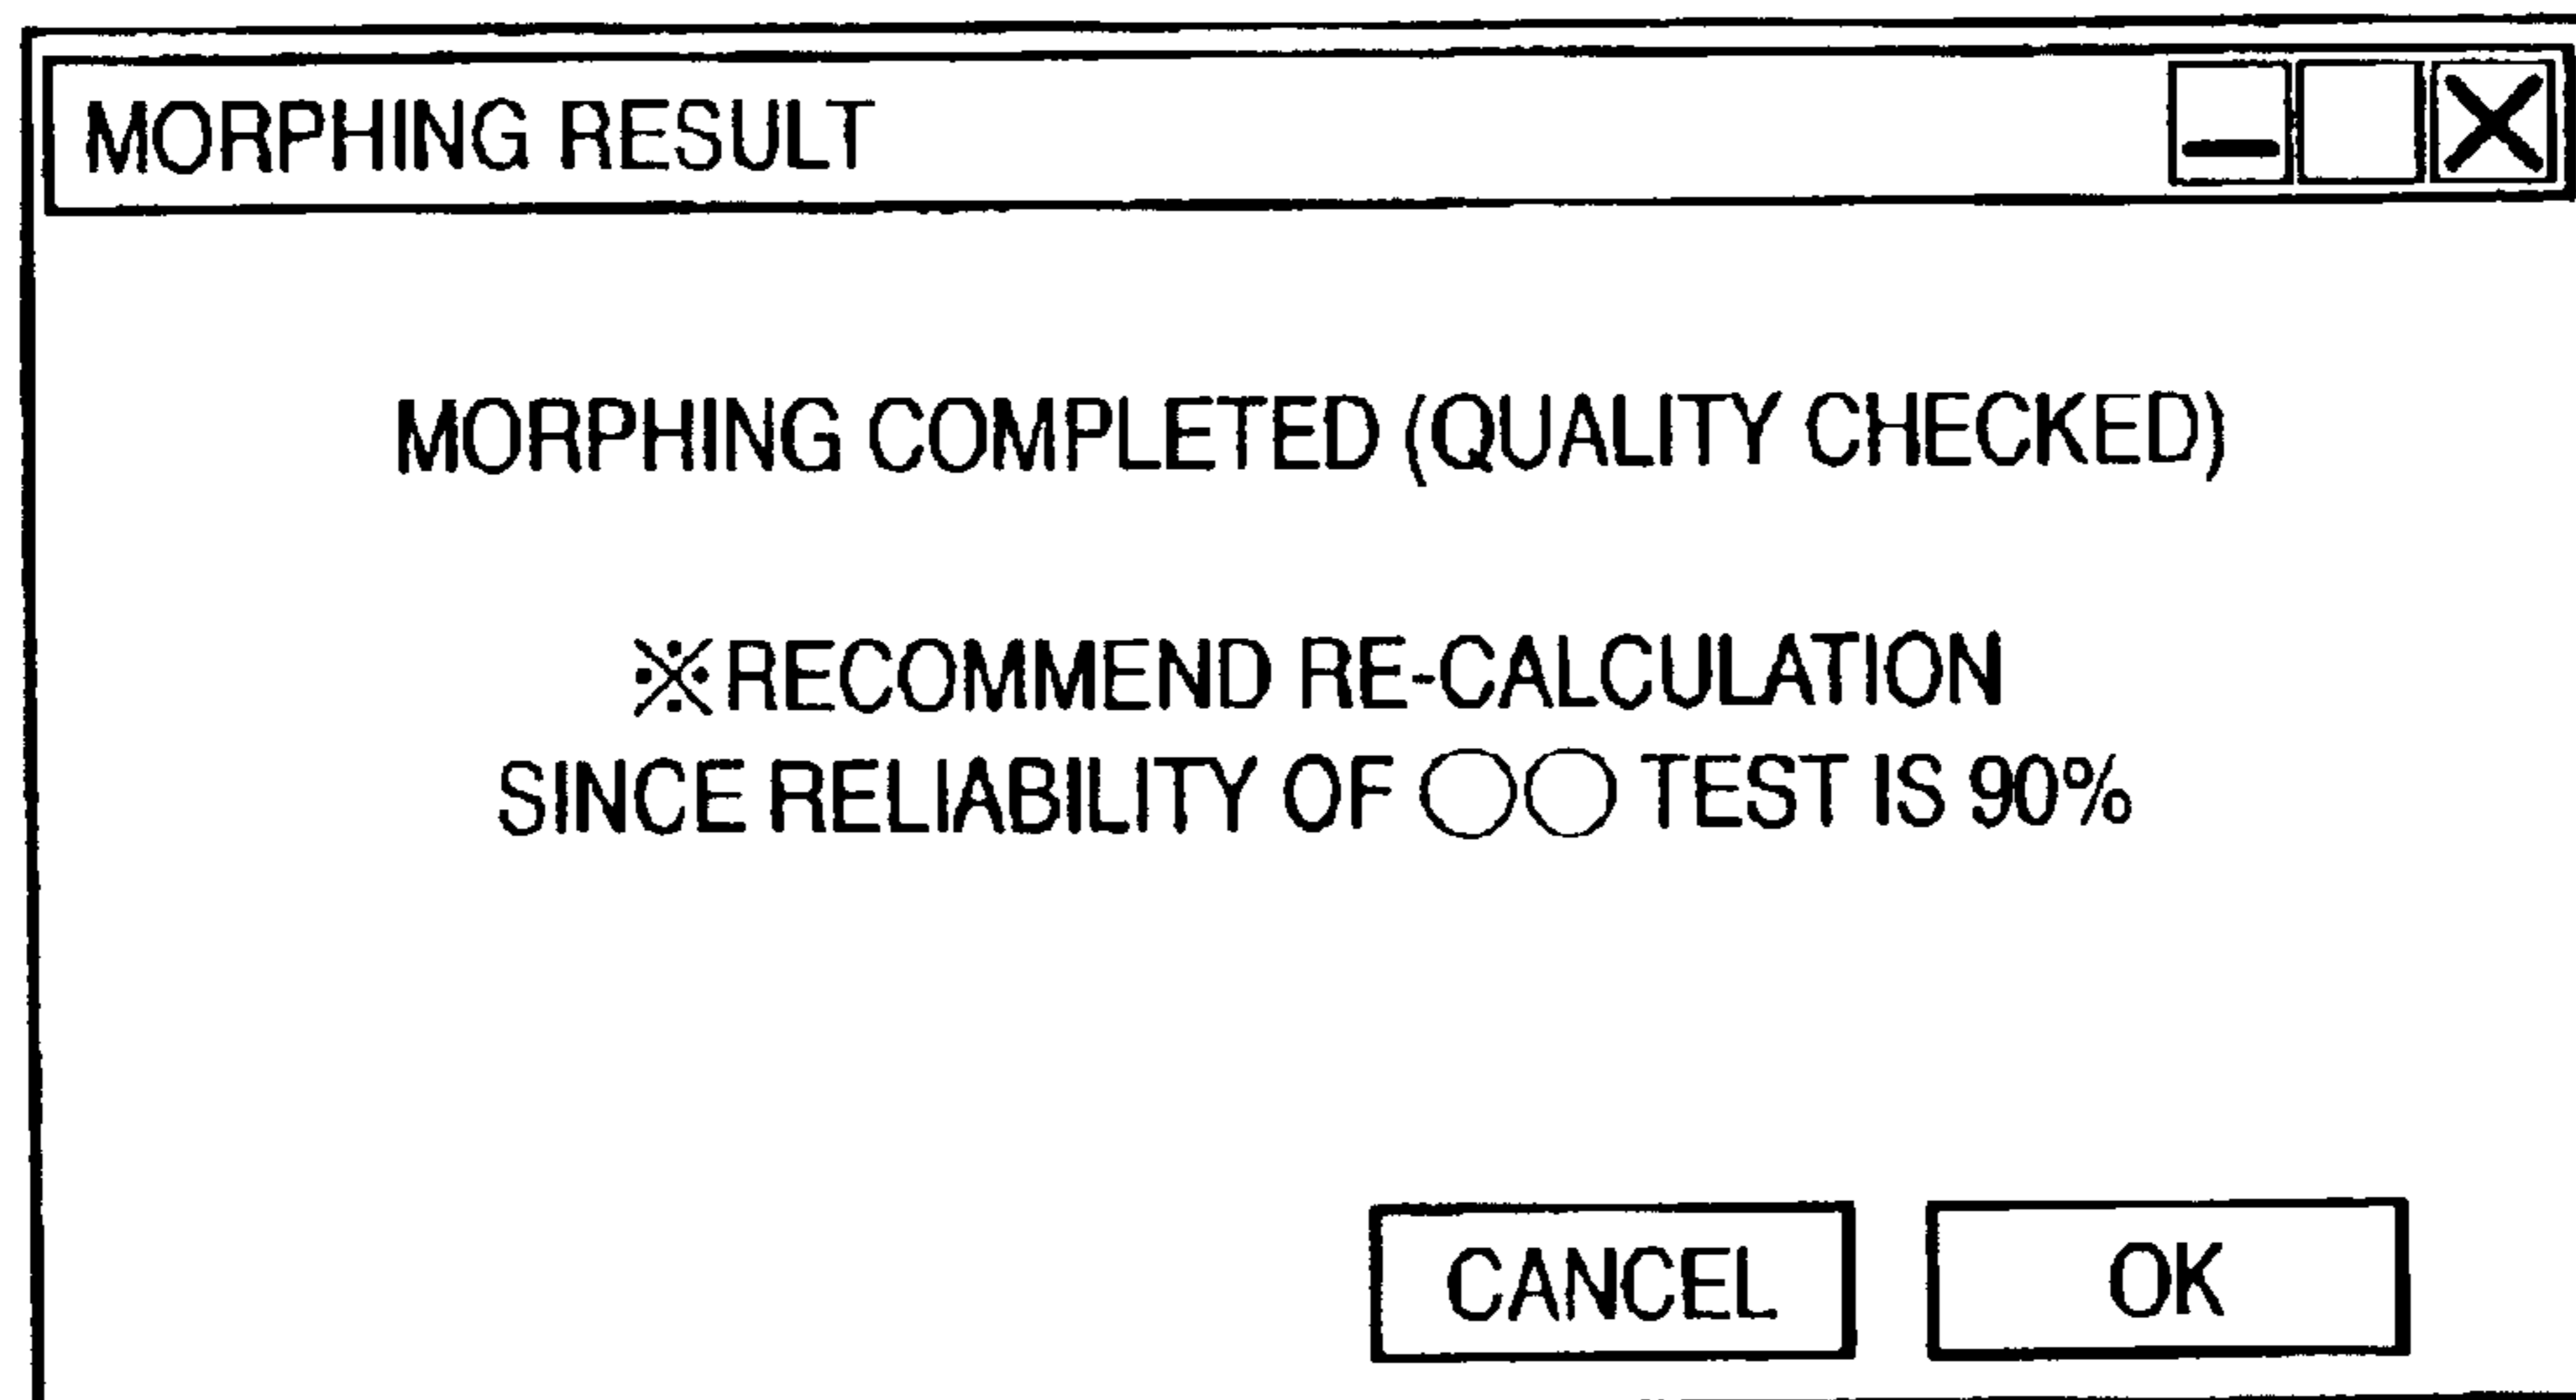 MORPHING RESULT
MORPHING COMPLETED (QUALITY CHECKED)
※RECOMMEND RE-CALCULATION
SINCE RELIABILITY OF ○○ TEST IS 90%
CANCEL OK